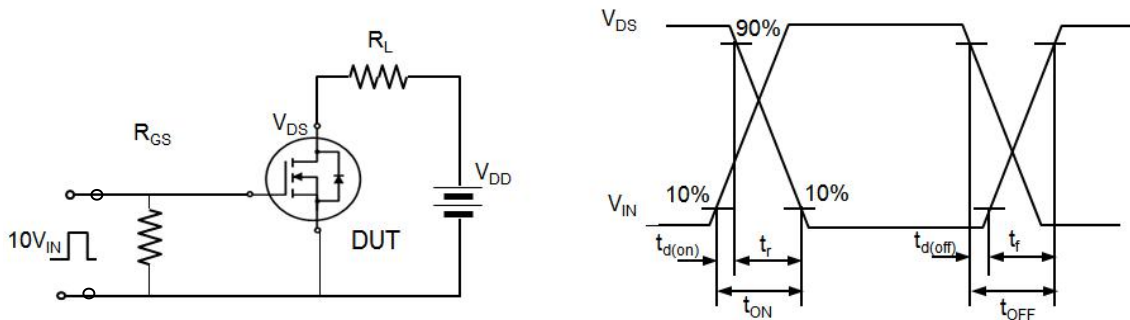 R_L
R_GS
V_DS
V_DD
10V_IN
DUT
V_DS
90%
V_IN
10%
10%
t_d(on)
t_r
t_d(off)
t_f
t_ON
t_OFF